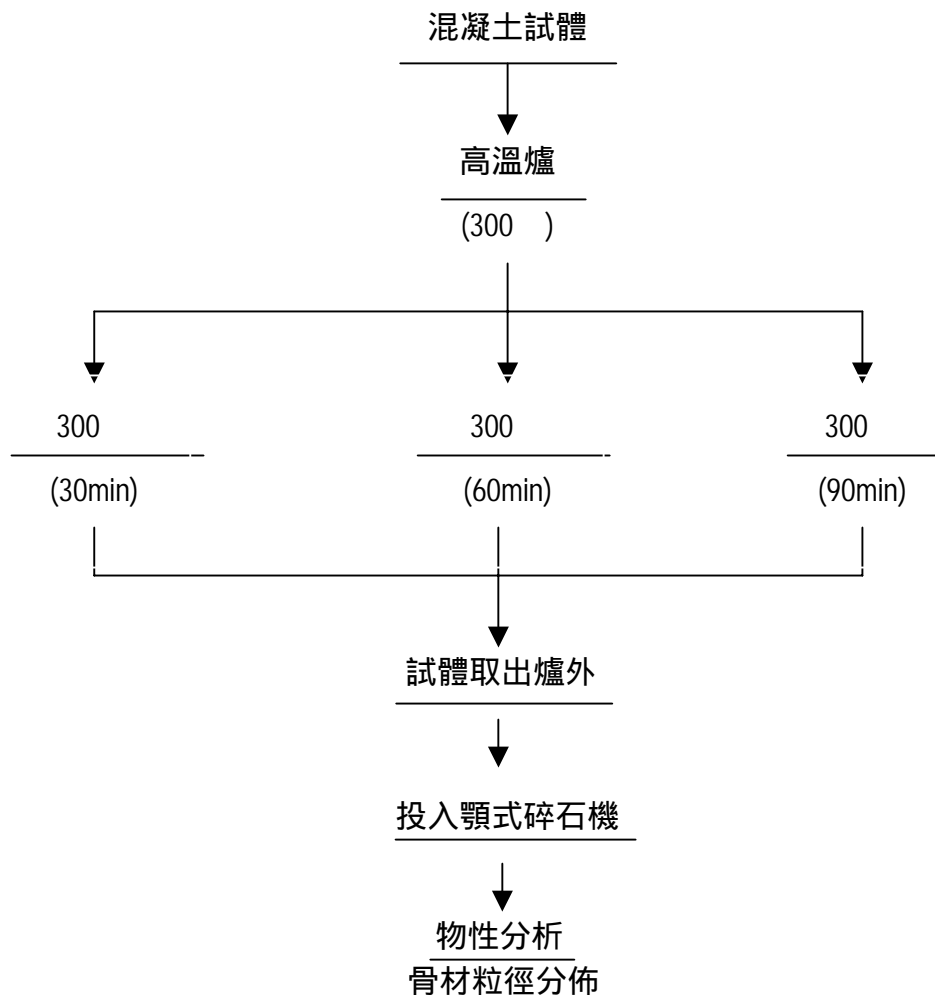 混凝土試體
高溫爐
(300 )
300 300 300
(30min) (60min) (90min)
試體取出爐外
投入顎式碎石機
物性分析
骨材粒徑分佈